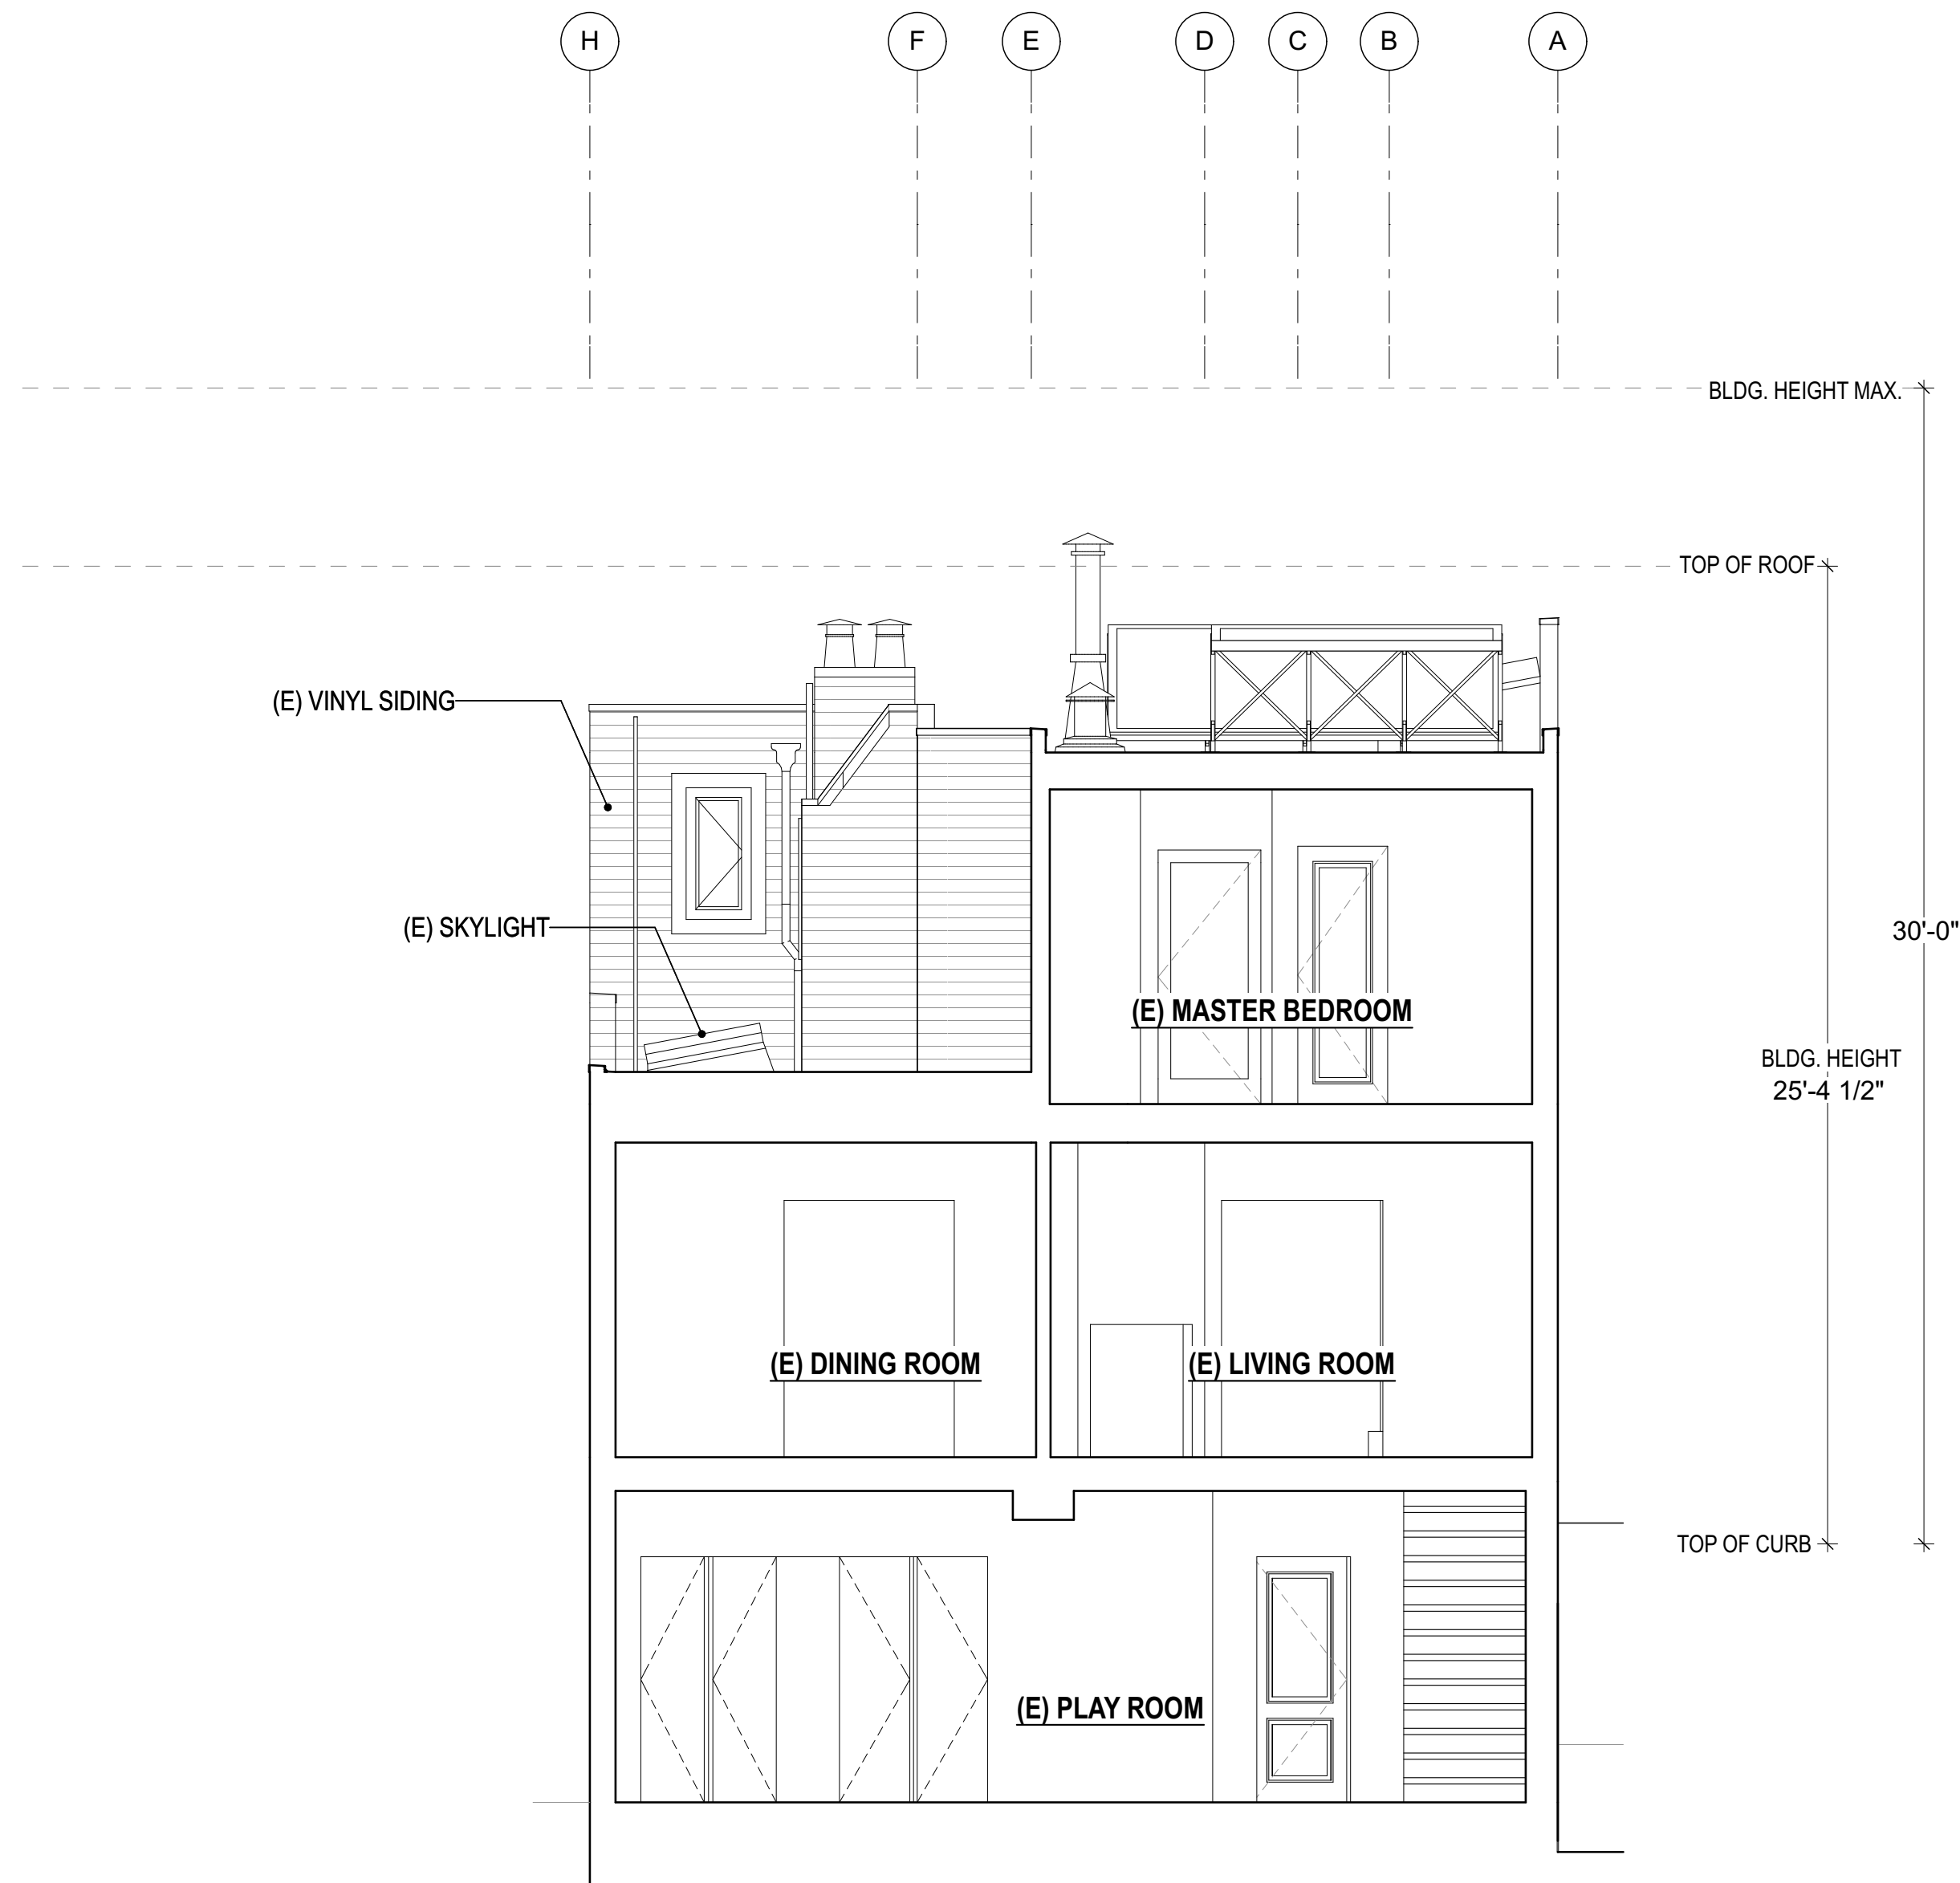 H F E D C B A
BLDG. HEIGHT MAX.
TOP OF ROOF
(E) VINYL SIDING
(E) SKYLIGHT
30'-0"
(E) MASTER BEDROOM
BLDG. HEIGHT
25'-4 1/2"
(E) DINING ROOM
(E) LIVING ROOM
TOP OF CURB
(E) PLAY ROOM